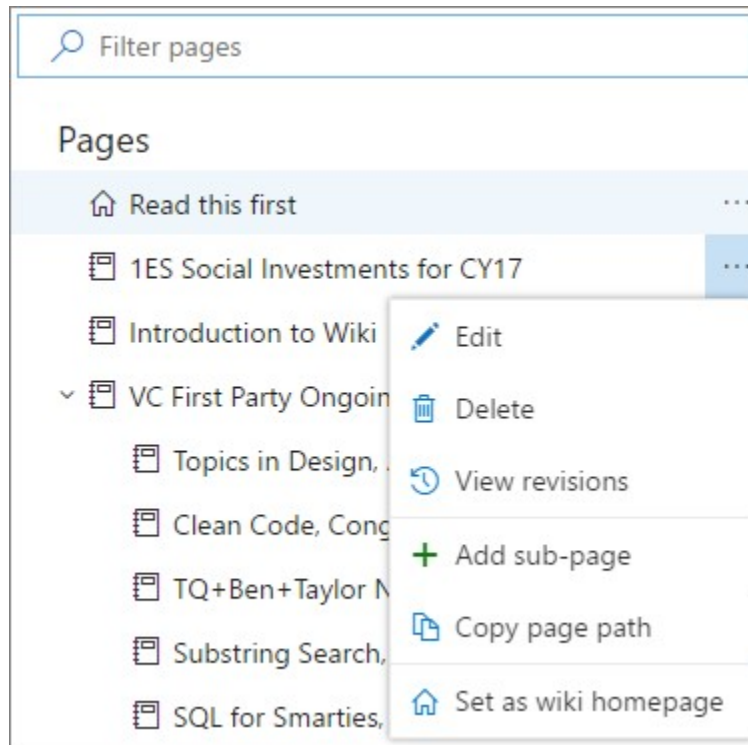 Filter pages
Pages
Read this first
1ES Social Investments for CY17
Introduction to Wiki
VC First Party
Topics in Design,
Clean Code,
TQ+Ben+Taylor
Substring Search,
SQL for Smarties,
Edit
Delete
View revisions
Add sub-page
Copy page path
Set as wiki homepage